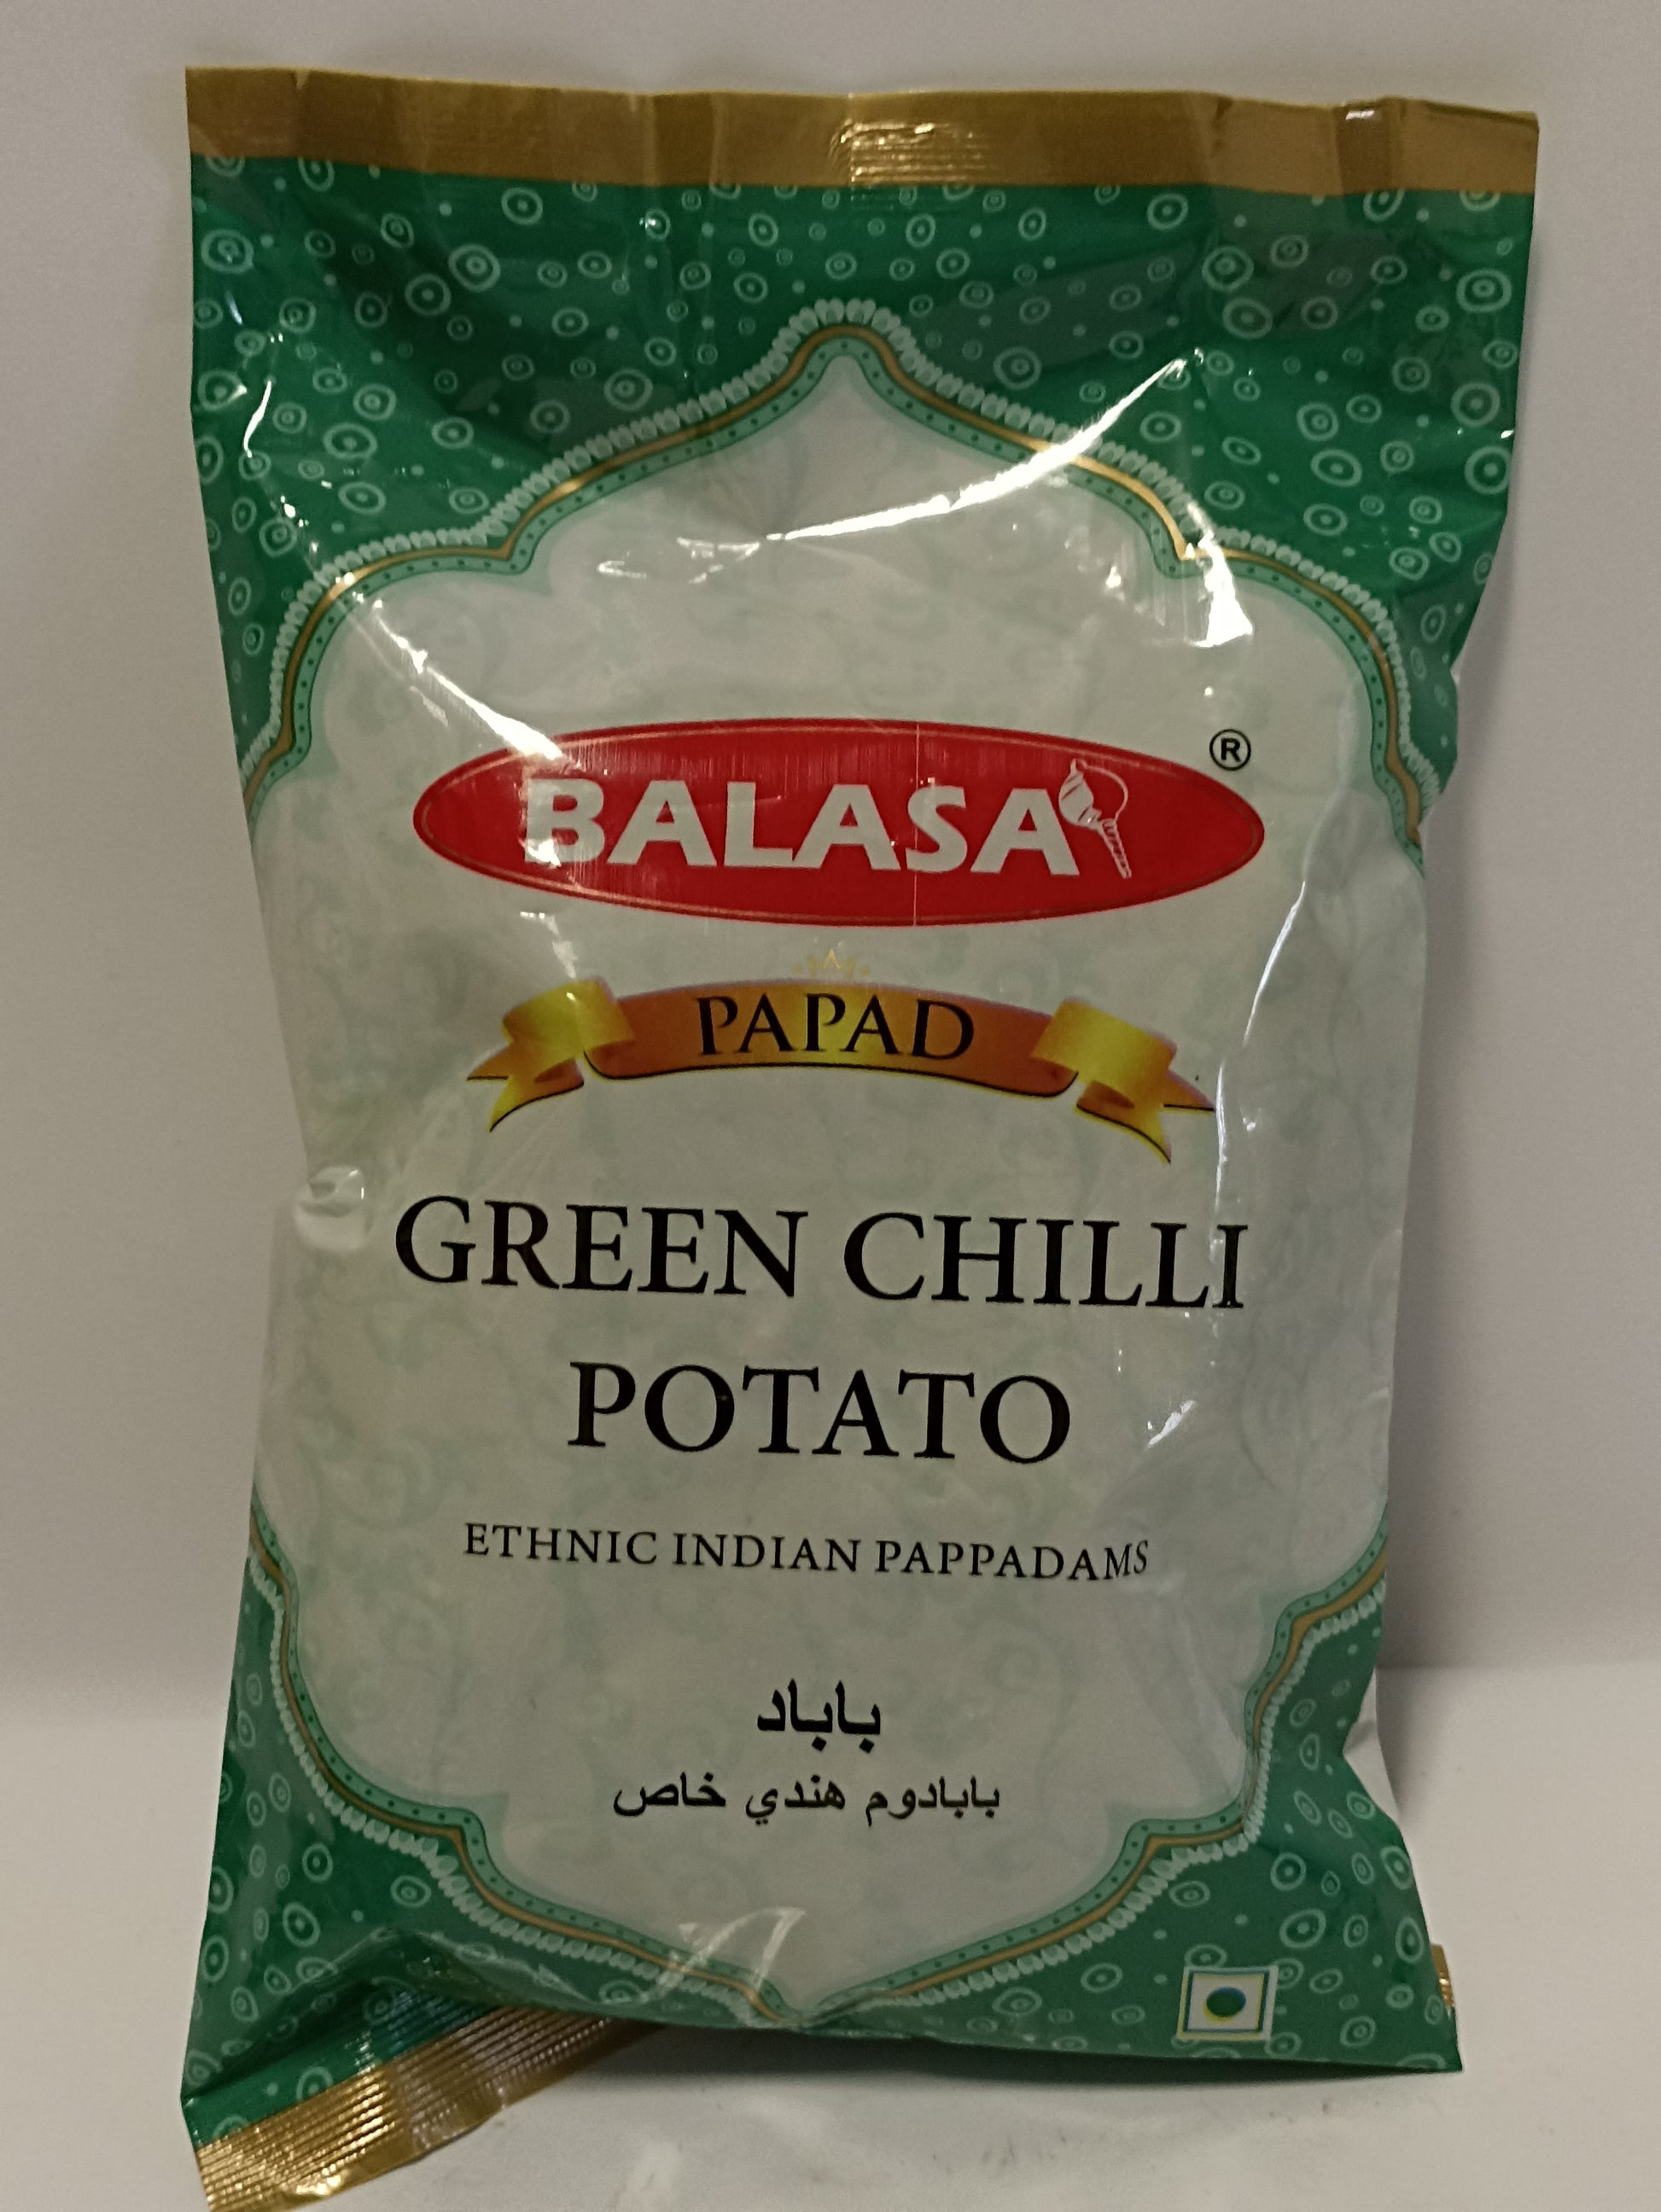 BALASA ®
PAPAD
GREEN CHILLI
POTATO
ETHNIC INDIAN PAPPADAMS
باباد
بابادوم هندي خاص